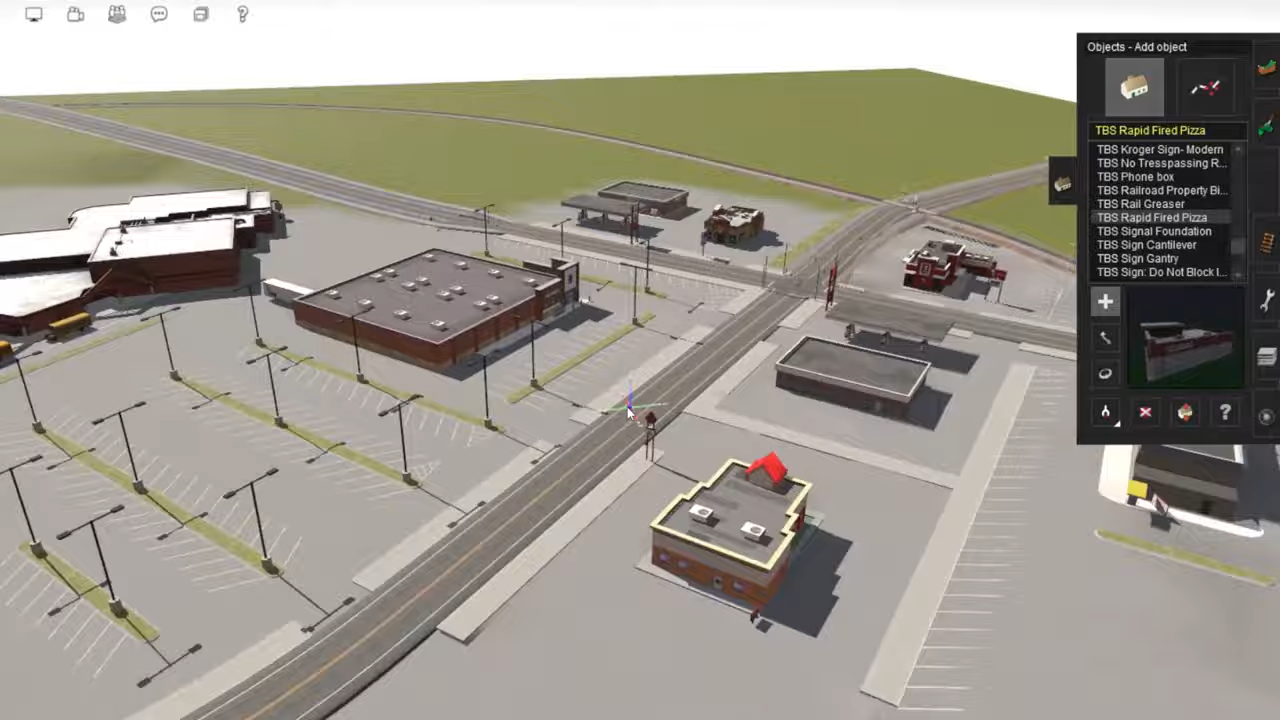 Objects - Add object
TBS Rapid Fired Pizza
TBS Kroger Sign- Modern
TBS No Tresspassing R...
TBS Phone box
TBS Railroad Property Bi...
TBS Rail Greaser
TBS Rapid Fired Pizza
TBS Signal Foundation
TBS Sign Cantilever
TBS Sign Gantry
TBS Sign: Do Not Block I...